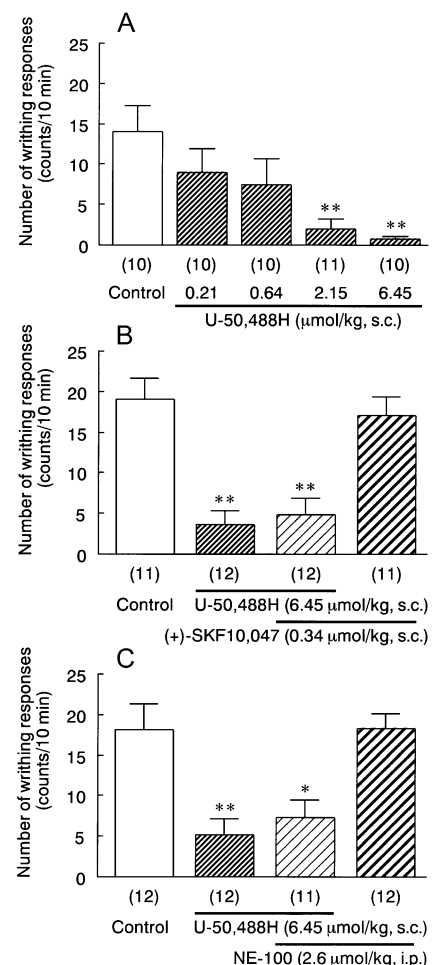 A
Number of writhing responses
(counts/10 min)
25
20
15
10
5
0
** **
(10) (10) (10) (11) (10)
Control 0.21 0.64 2.15 6.45
U-50,488H (μmol/kg, s.c.)
B
Number of writhing responses
(counts/10 min)
25
20
15
10
5
0
** **
(11) (12) (12) (11)
Control U-50,488H (6.45 μmol/kg, s.c.)
(+)-SKF10,047 (0.34 μmol/kg, s.c.)
C
Number of writhing responses
(counts/10 min)
25
20
15
10
5
0
** *
(12) (12) (11) (12)
Control U-50,488H (6.45 μmol/kg, s.c.)
NE-100 (2.6 μmol/kg, i.p.)